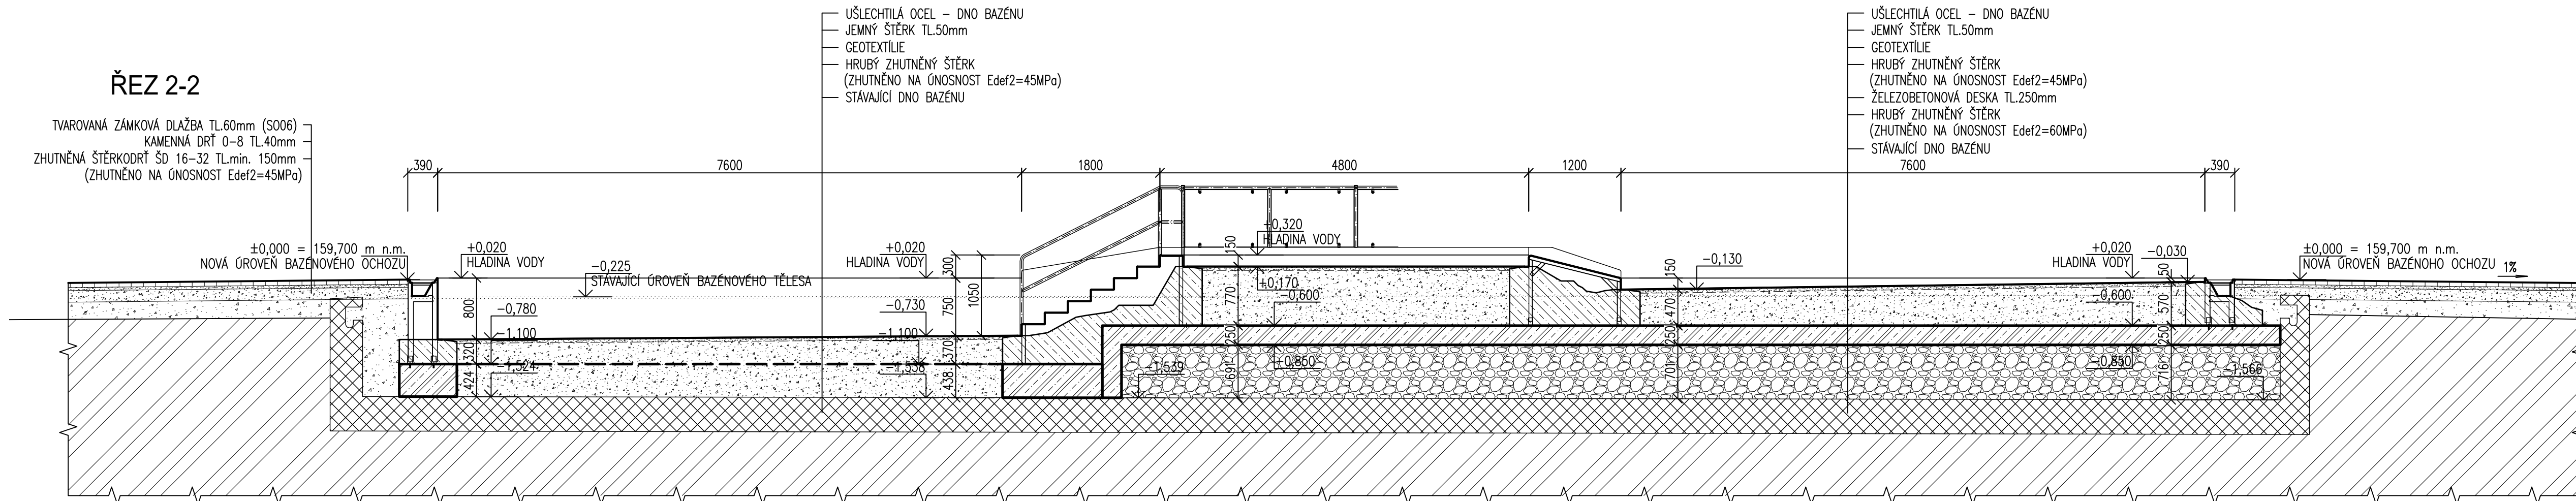 ŘEZ 2-2
TVAROVANÁ ZÁMKOVÁ DLAŽBA TL.60mm (SO06)
KAMENNÁ DRŤ 0-8 TL.40mm
ZHUTNĚNÁ ŠTĚRKODRŤ ŠD 16-32 TL.min. 150mm
(ZHUTNĚNO NA ÚNOSNOST Edef2=45MPa)
UŠLECHTILÁ OCEL - DNO BAZÉNU
JEMNÝ ŠTĚRK TL.50mm
GEOTEXTÍLIE
HRUBÝ ZHUTNĚNÝ ŠTĚRK
(ZHUTNĚNO NA ÚNOSNOST Edef2=45MPa)
STÁVAJÍCÍ DNO BAZÉNU
UŠLECHTILÁ OCEL - DNO BAZÉNU
JEMNÝ ŠTĚRK TL.50mm
GEOTEXTÍLIE
HRUBÝ ZHUTNĚNÝ ŠTĚRK
(ZHUTNĚNO NA ÚNOSNOST Edef2=45MPa)
ŽELEZOBETONOVÁ DESKA TL.250mm
HRUBÝ ZHUTNĚNÝ ŠTĚRK
(ZHUTNĚNO NA ÚNOSNOST Edef2=60MPa)
STÁVAJÍCÍ DNO BAZÉNU
390 7600 1800 4800 1200 7600 390
±0,000 = 159,700 m n.m.
NOVÁ ÚROVEŇ BAZÉNOVÉHO OCHOZU
+0,020
HLADINA VODY
-0,225
STÁVAJÍCÍ ÚROVEŇ BAZÉNOVÉHO TĚLESA
+0,020
HLADINA VODY
+0,320
HLADINA VODY
+0,170
-0,130
+0,020
HLADINA VODY
-0,030
±0,000 = 159,700 m n.m.
NOVÁ ÚROVEŇ BAZÉNOHO OCHOZU 1%
800
320
424
-0,780
-1,100
-1,524
-0,730
-1,100
-1,538
300
750
370
438
1050
-1,539
150
770
250
691
-0,600
-0,850
150
470
250
701
-0,600
-0,850
50
570
250
716
-1,566